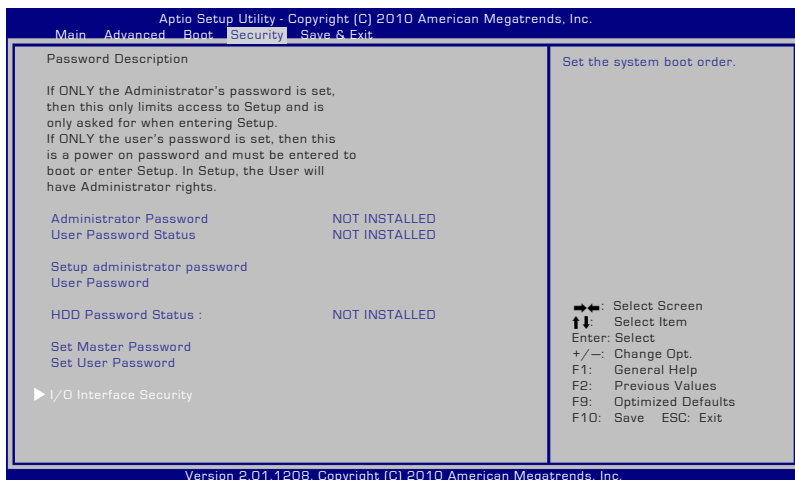 Aptio Setup Utility - Copyright (C) 2010 American Megatrends, Inc.
Main Advanced Boot Security Save & Exit
Password Description
If ONLY the Administrator's password is set,
then this only limits access to Setup and is
only asked for when entering Setup.
If ONLY the user's password is set, then this
is a power on password and must be entered to
boot or enter Setup. In Setup, the User will
have Administrator rights.
Administrator Password NOT INSTALLED
User Password Status NOT INSTALLED
Setup administrator password
User Password
HDD Password Status : NOT INSTALLED
Set Master Password
Set User Password
I/O Interface Security
Set the system boot order.
→←: Select Screen
↑↓: Select Item
Enter: Select
+/—: Change Opt.
F1: General Help
F2: Previous Values
F9: Optimized Defaults
F10: Save ESC: Exit
Version 2.01.1208. Copyright (C) 2010 American Megatrends, Inc.